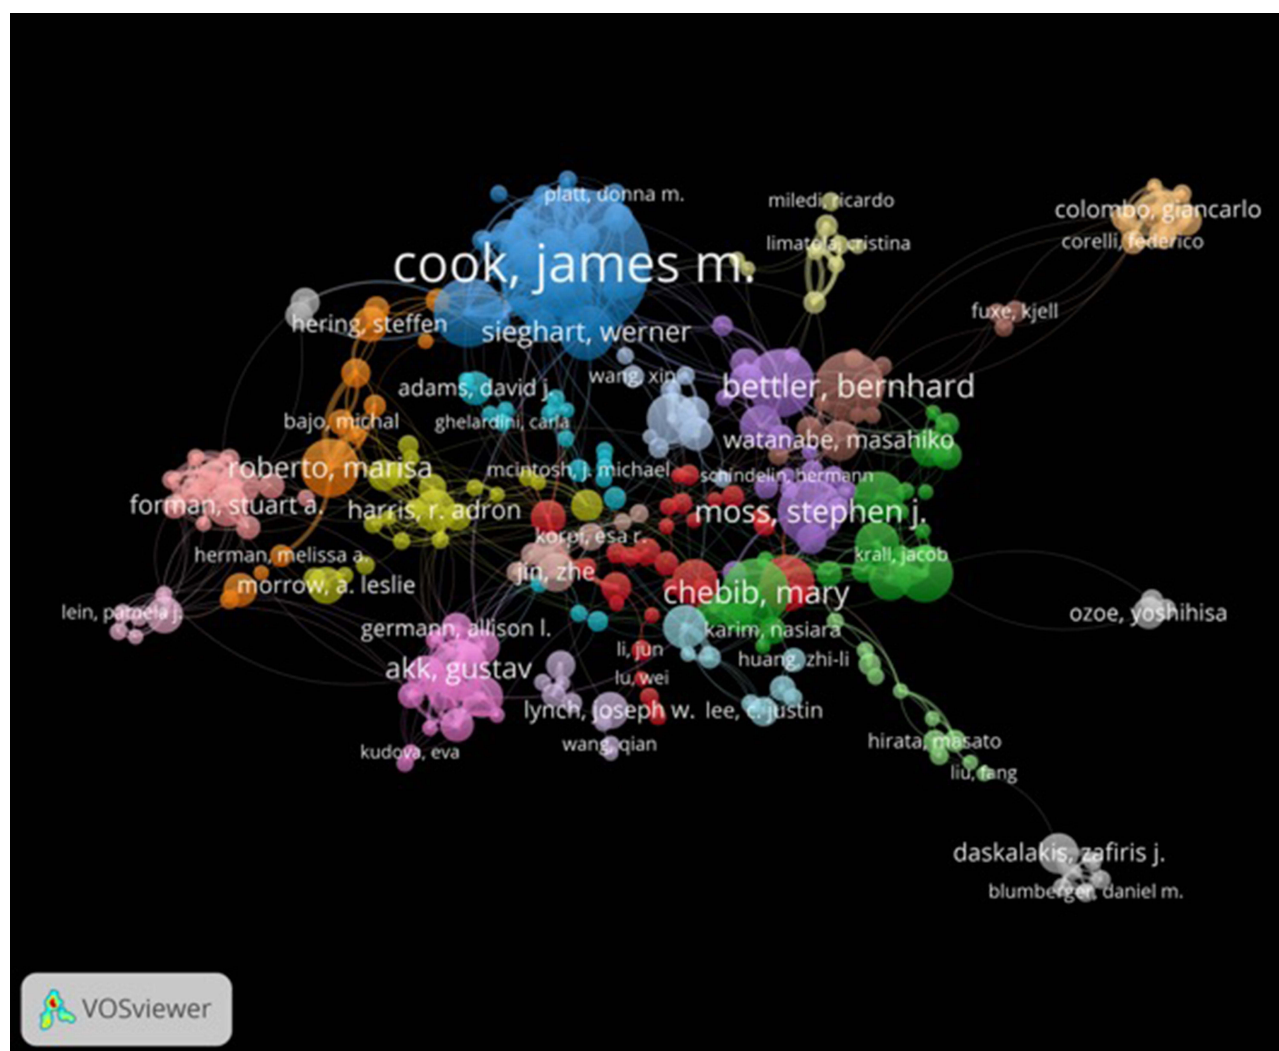 platt, donna m.
miledi, ricardo
colombo, giancarlo
limatola, cristina
corelli, federico
cook, james m.
fuxe, kjell
hering, steffen
sieghart, werner
wang, xin
adams, david j.
bettler, bernhard
bajo, michal
ghelardini, carla
watanabe, masahiko
roberto, marisa
mcintosh, j. michael
schindelin, hermann
forman, stuart a.
harris, r. adron
moss, stephen j.
korpi, esa r.
herman, melissa a.
krall, jacob
jin, zhe
morrow, a. leslie
chebib, mary
lein, pamela j.
ozoe, yoshihisa
germann, allison l.
karim, nasiara
li, jun
huang, zhi-li
akk, gustav
lu, wei
lynch, joseph w.
lee, c. justin
kudova, eva
wang, qian
hirata, masato
liu, fang
daskalakis, zafiris j.
blumberger, daniel m.
VOSviewer